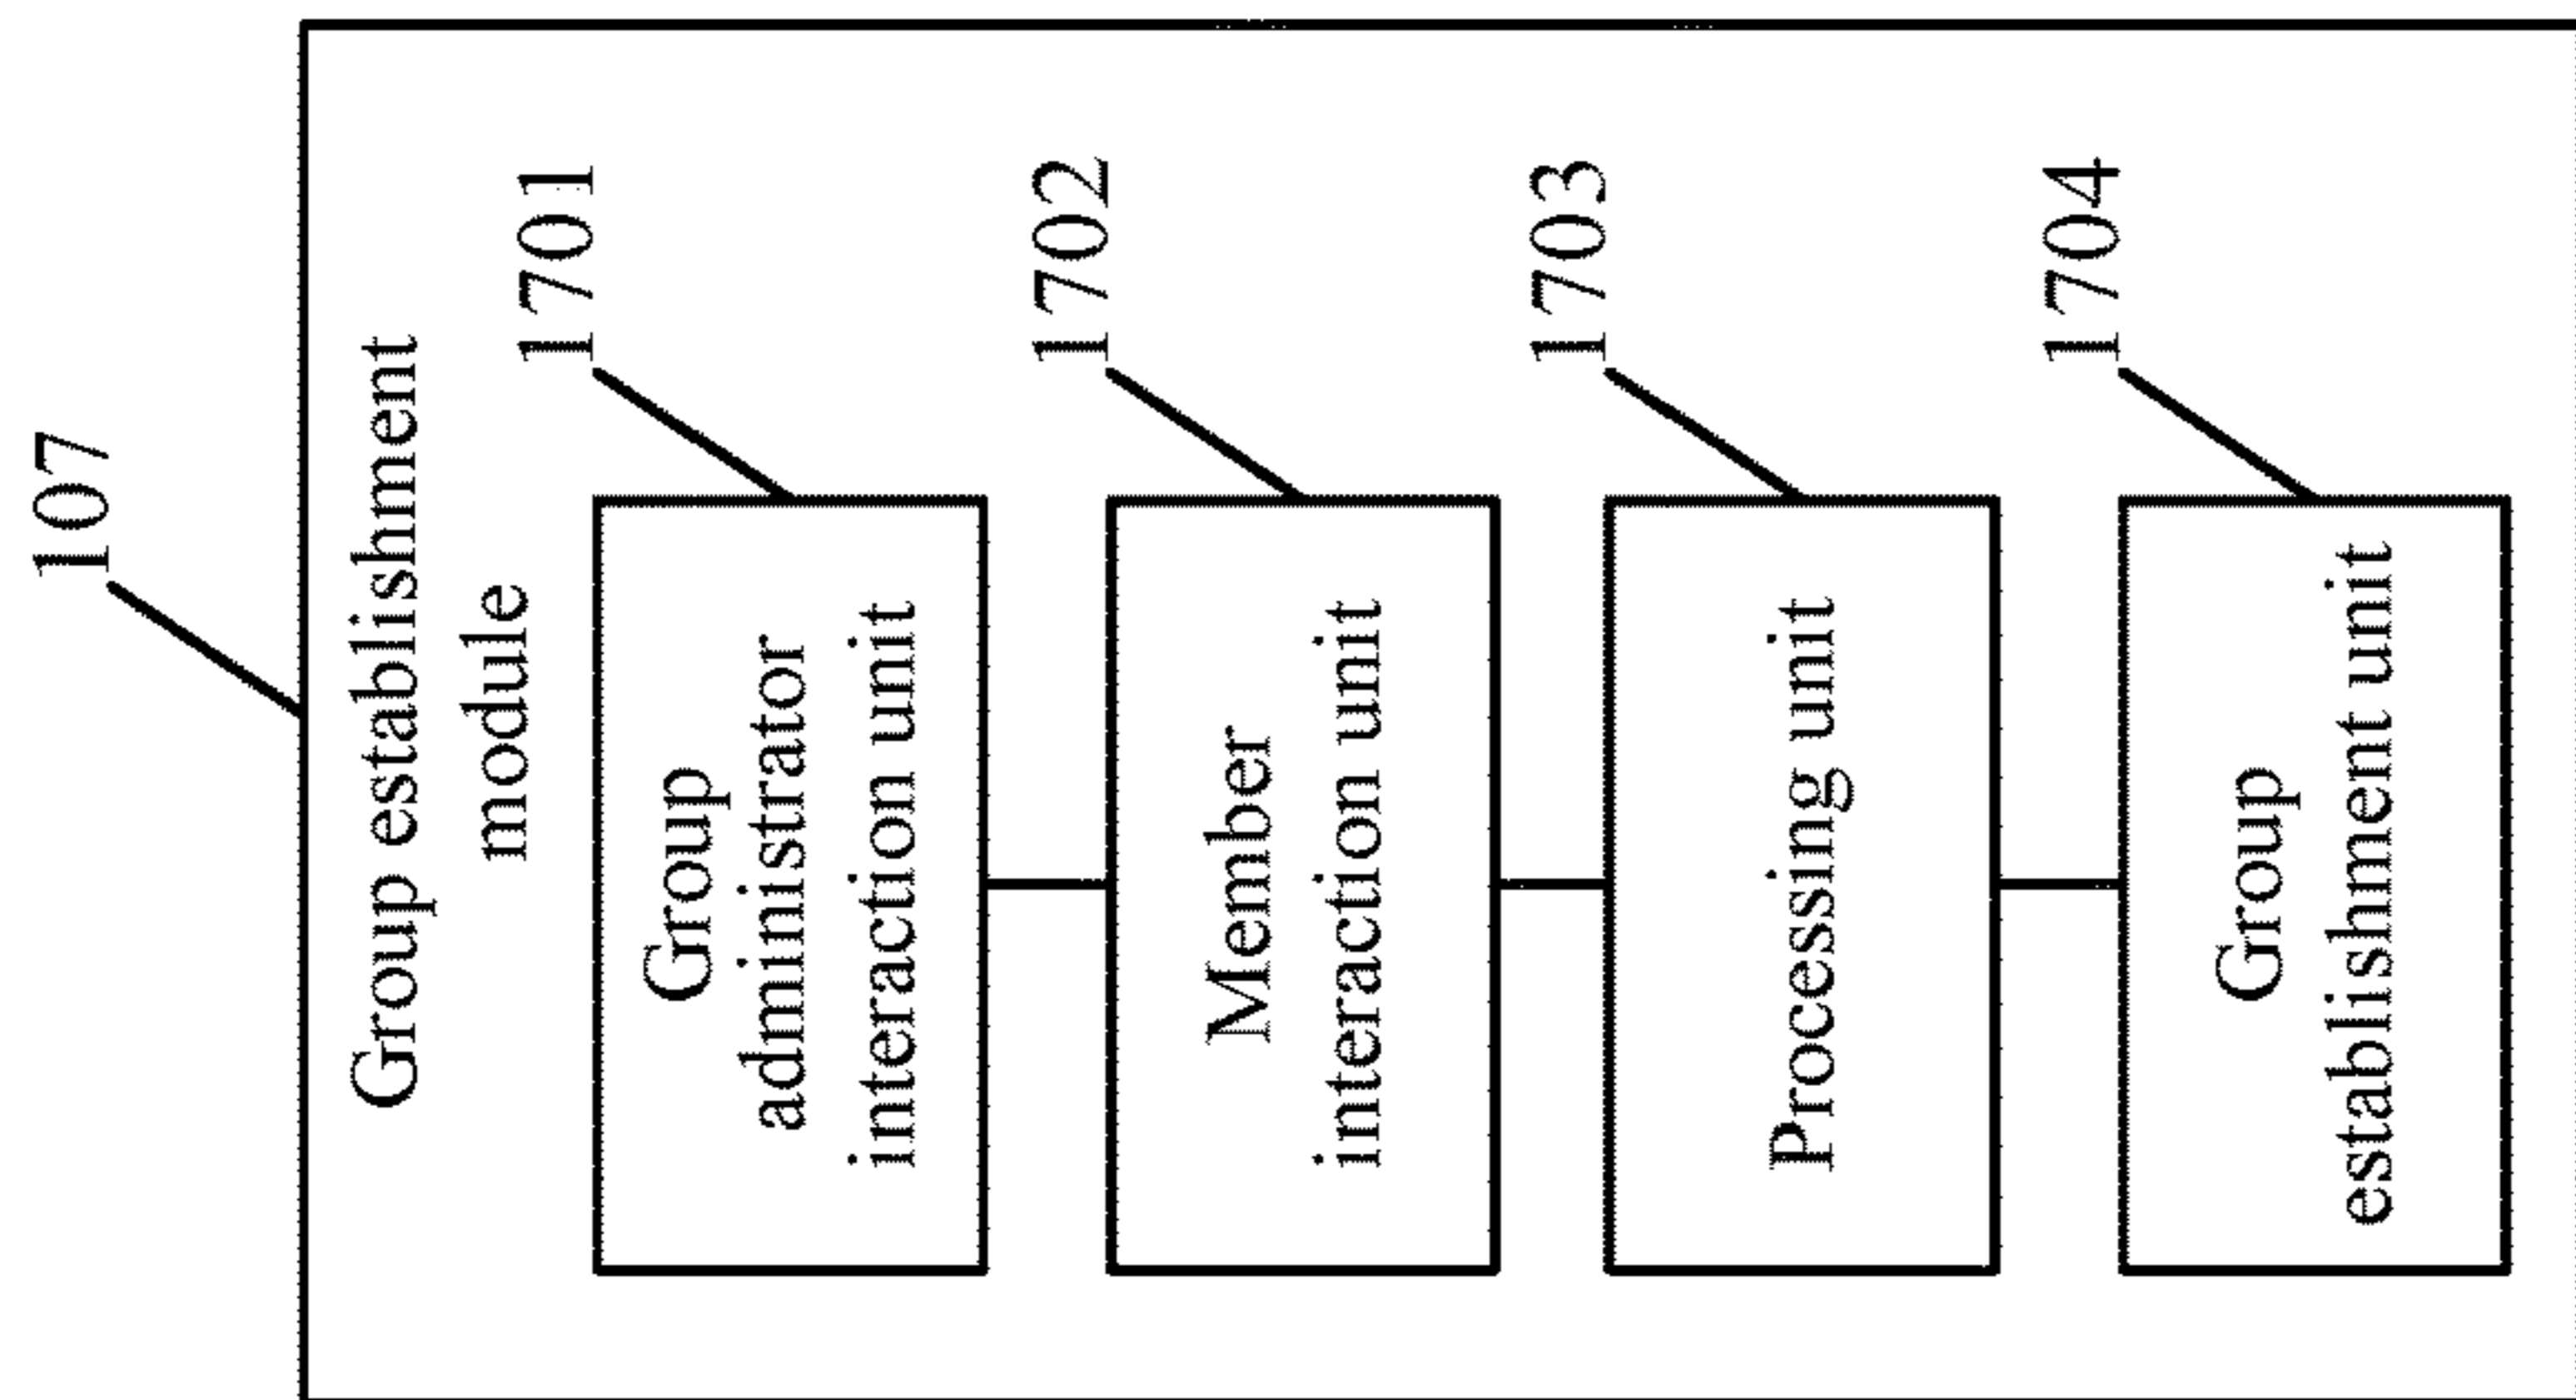 107
Group establishment
module
1701
Group
administrator
interaction unit
1702
Member
interaction unit
1703
Processing unit
1704
Group
establishment unit